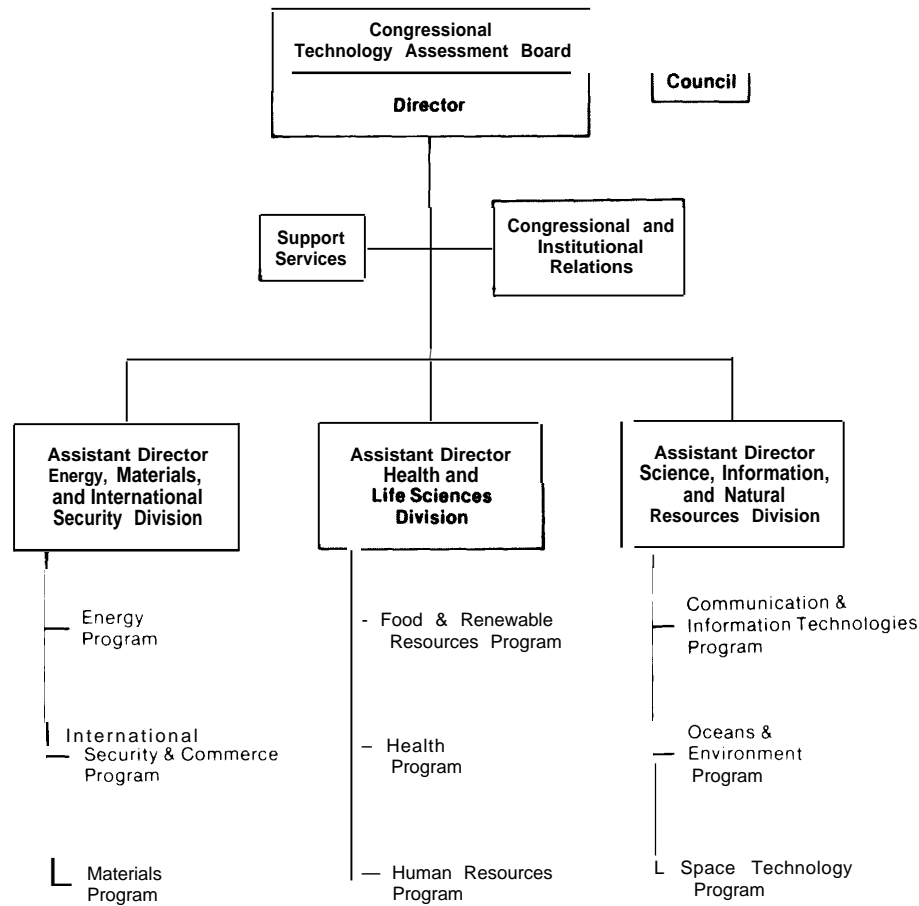 Congressional
Technology Assessment Board
Director
Council
Support
Services
Congressional and
Institutional
Relations
Assistant Director
Energy, Materials,
and International
Security Division
Assistant Director
Health and
Life Sciences
Division
Assistant Director
Science, Information,
and Natural
Resources Division
Energy
Program
International
Security & Commerce
Program
Materials
Program
Food & Renewable
Resources Program
Health
Program
Human Resources
Program
Communication &
Information Technologies
Program
Oceans &
Environment
Program
Space Technology
Program